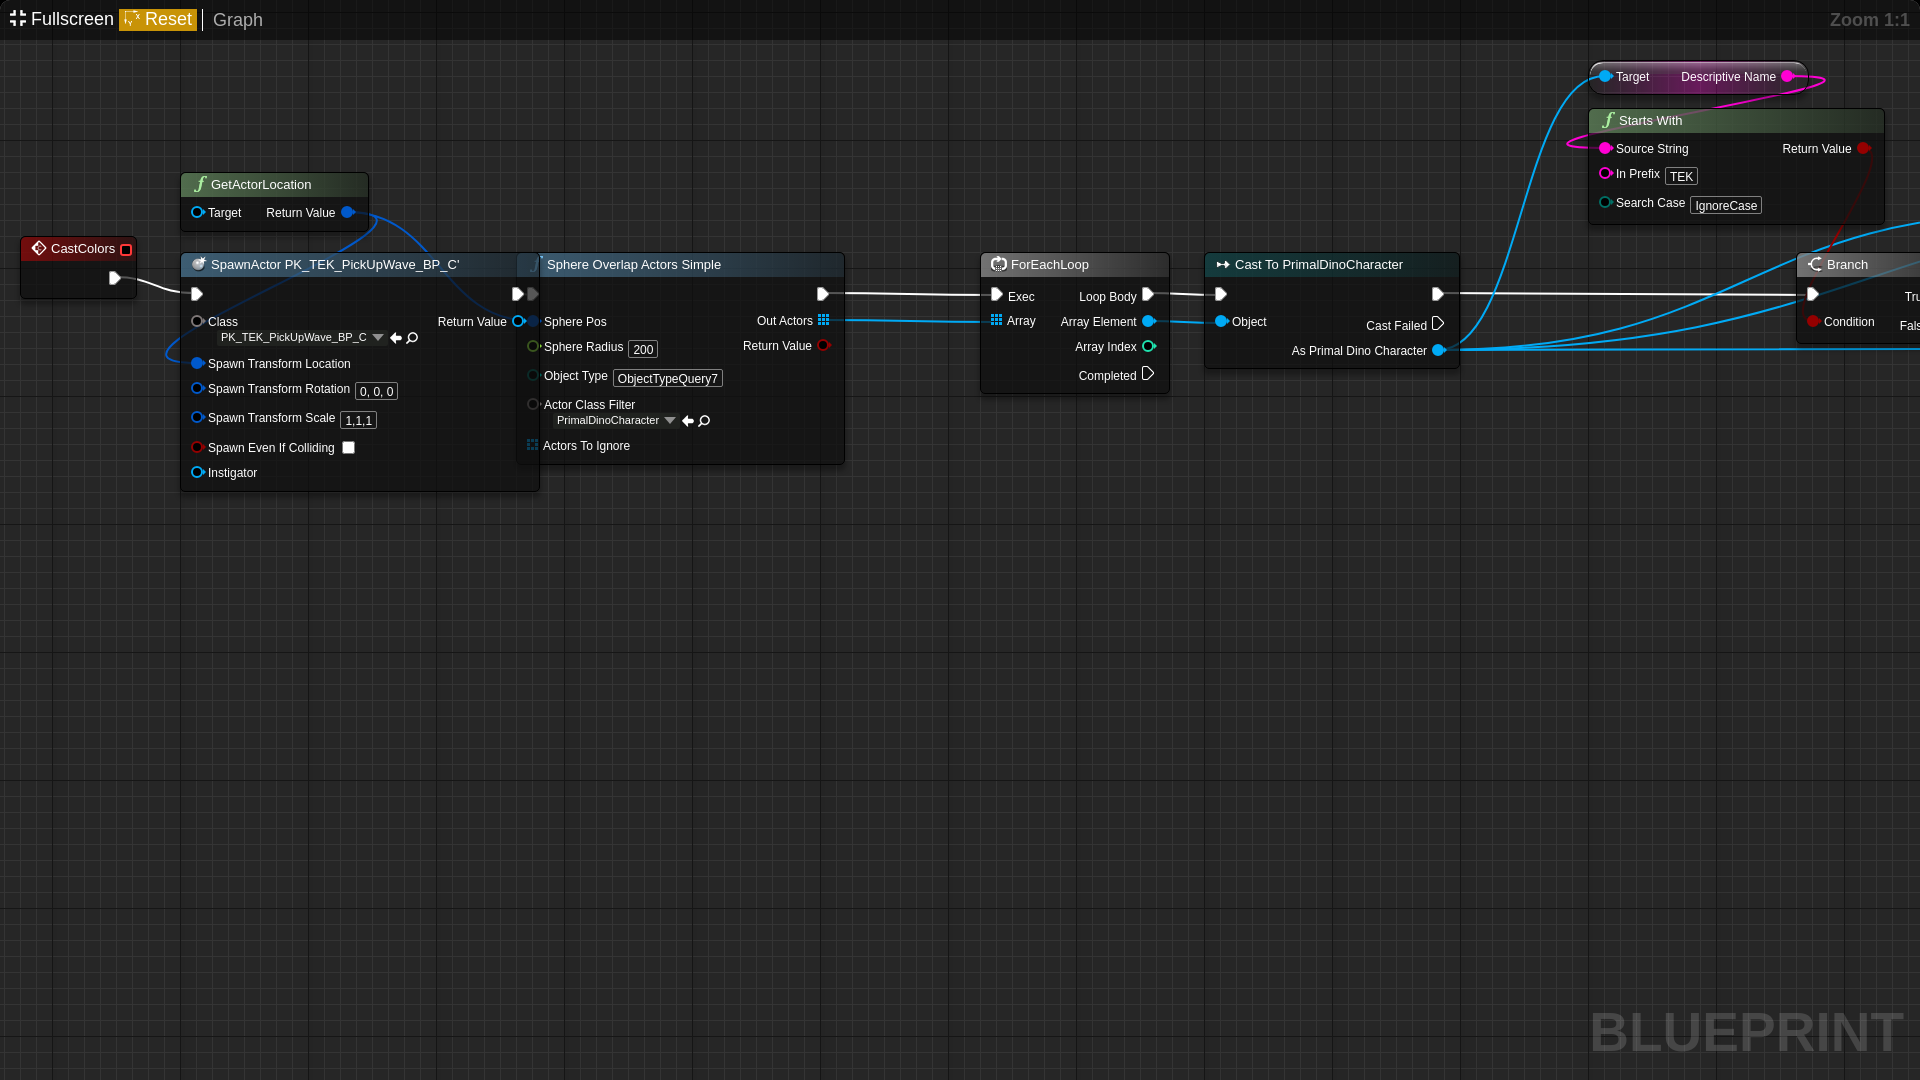 Fullscreen Reset Graph
Zoom 1:1
Target Descriptive Name
Starts With
Source String Return Value
In Prefix TEK
Search Case IgnoreCase
GetActorLocation
Target Return Value
CastColors
SpawnActor PK_TEK_PickUpWave_BP_C'
Class Return Value
PK_TEK_PickUpWave_BP_C
Spawn Transform Location
Spawn Transform Rotation 0, 0, 0
Spawn Transform Scale 1,1,1
Spawn Even If Colliding
Instigator
Sphere Overlap Actors Simple
Sphere Pos Out Actors
Sphere Radius 200 Return Value
Object Type ObjectTypeQuery7
Actor Class Filter
PrimalDinoCharacter
Actors To Ignore
ForEachLoop
Exec Loop Body
Array Array Element
Array Index
Completed
Cast To PrimalDinoCharacter
Object Cast Failed
As Primal Dino Character
Branch
Tru
Condition Fals
BLUEPRINT